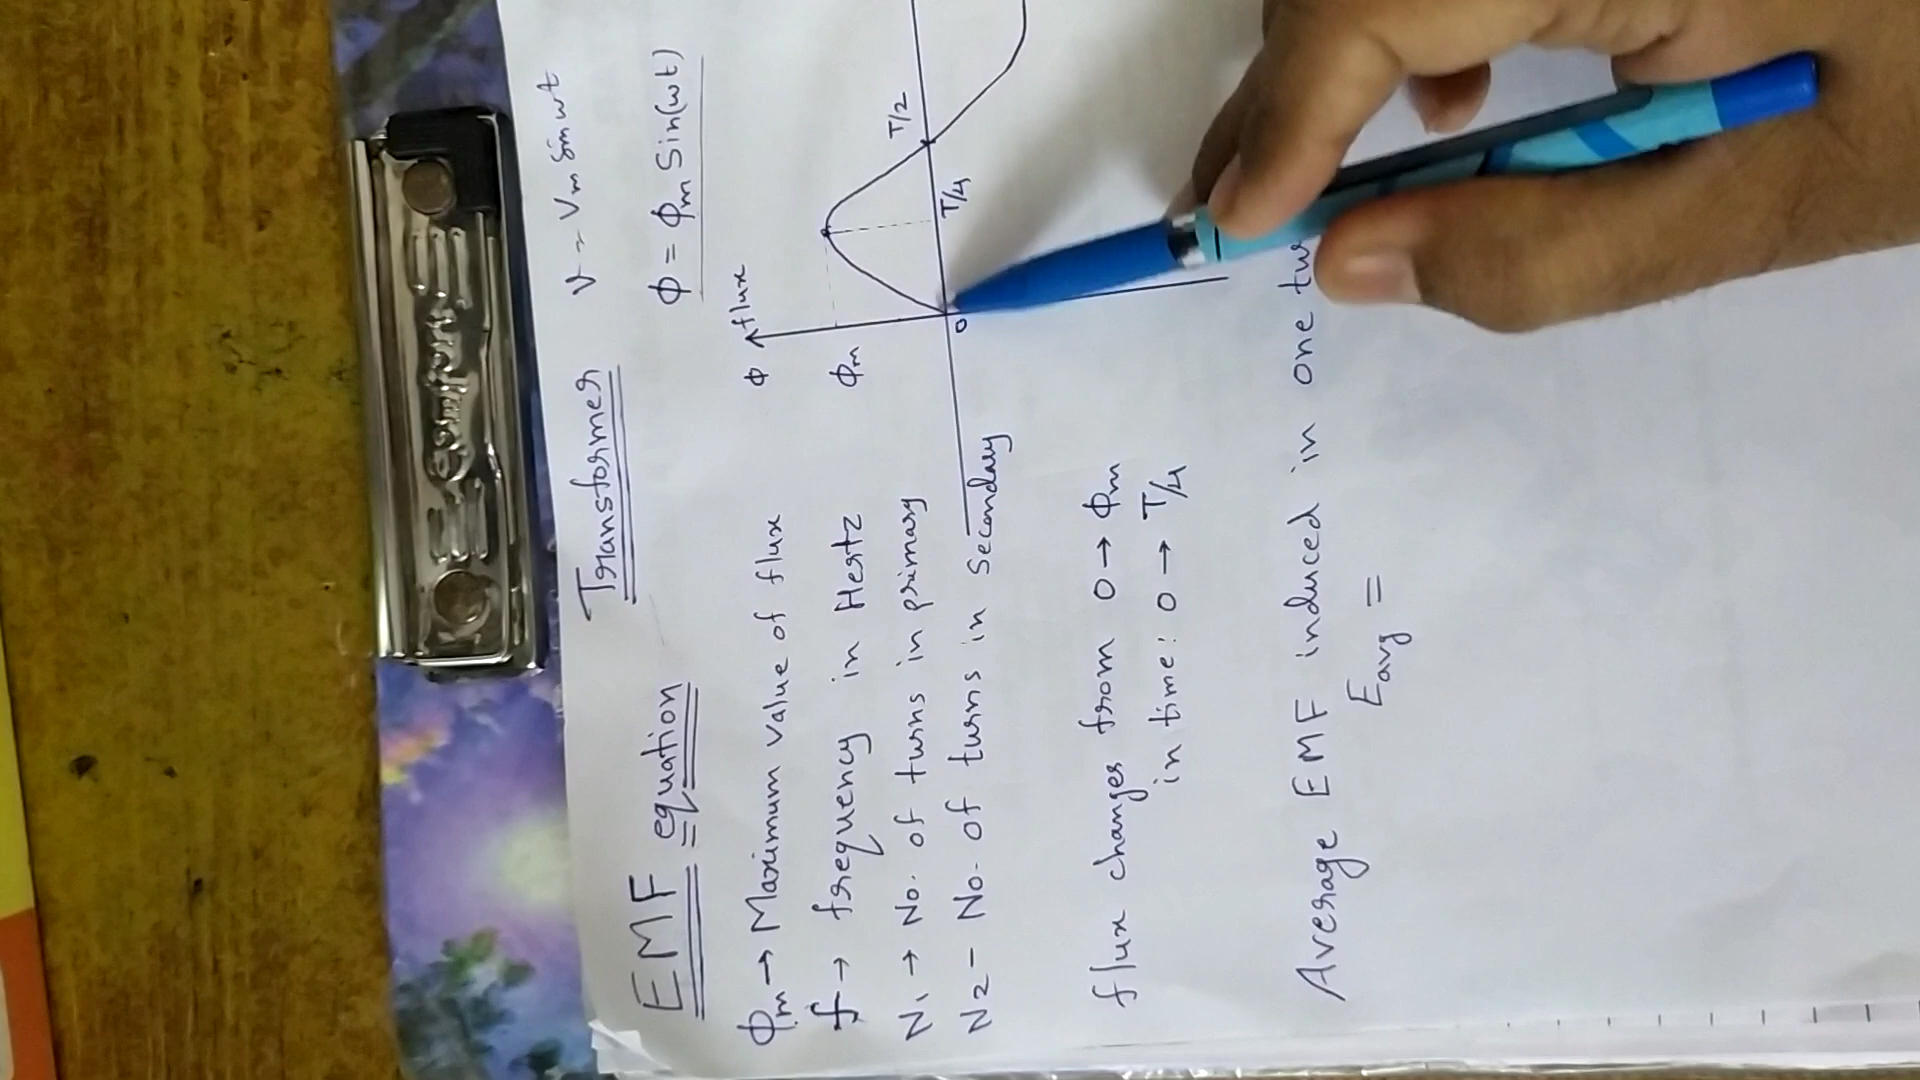 EMF equation Transformer
V = Vm Sinωt
ϕ = ϕm Sin(ωt)
ϕm → Maximum value of flux
f → frequency in Hertz
N1 → No. of turns in primary
N2 - No. of turns in Secondary
ϕ flux
ϕm
0
T/4
T/2
flux changes from 0 → ϕm
in time: 0 → T/4
Average EMF induced in one
Eavg =